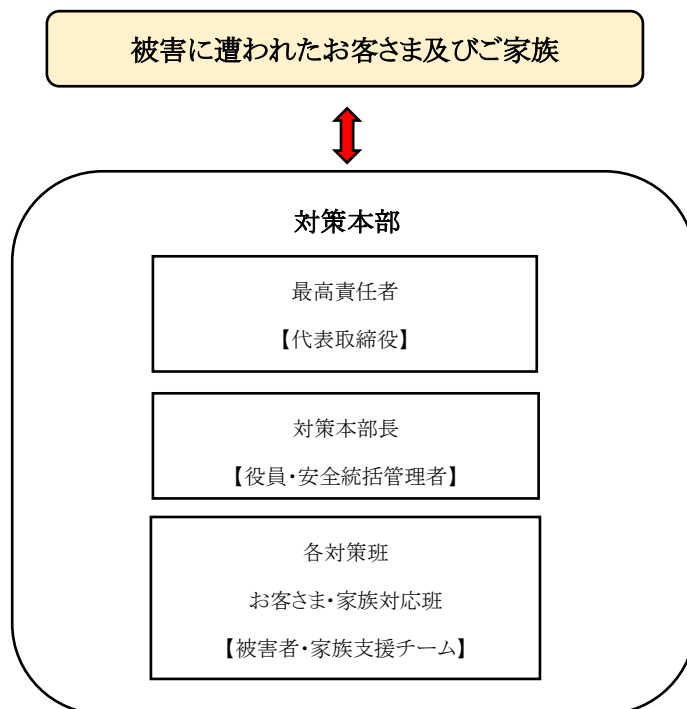 被害に遭われたお客さま及びご家族
対策本部
最高責任者
【代表取締役】
対策本部長
【役員・安全統括管理者】
各対策班
お客さま・家族対応班
【被害者・家族支援チーム】